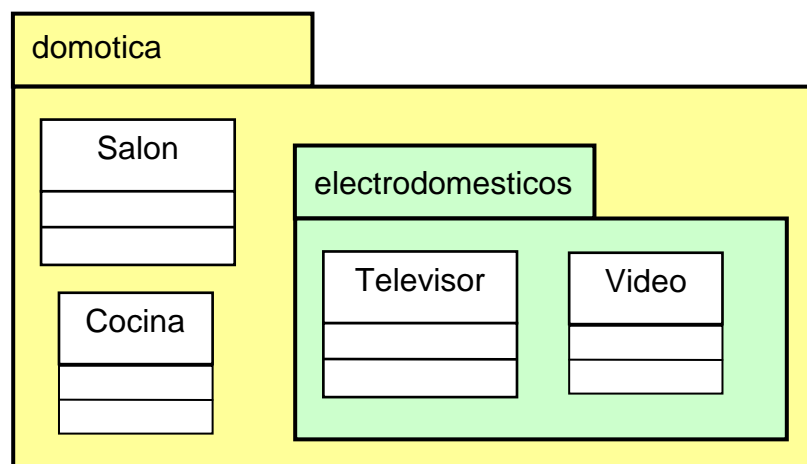 domotica
Salon
Cocina
electrodomesticos
Televisor
Video